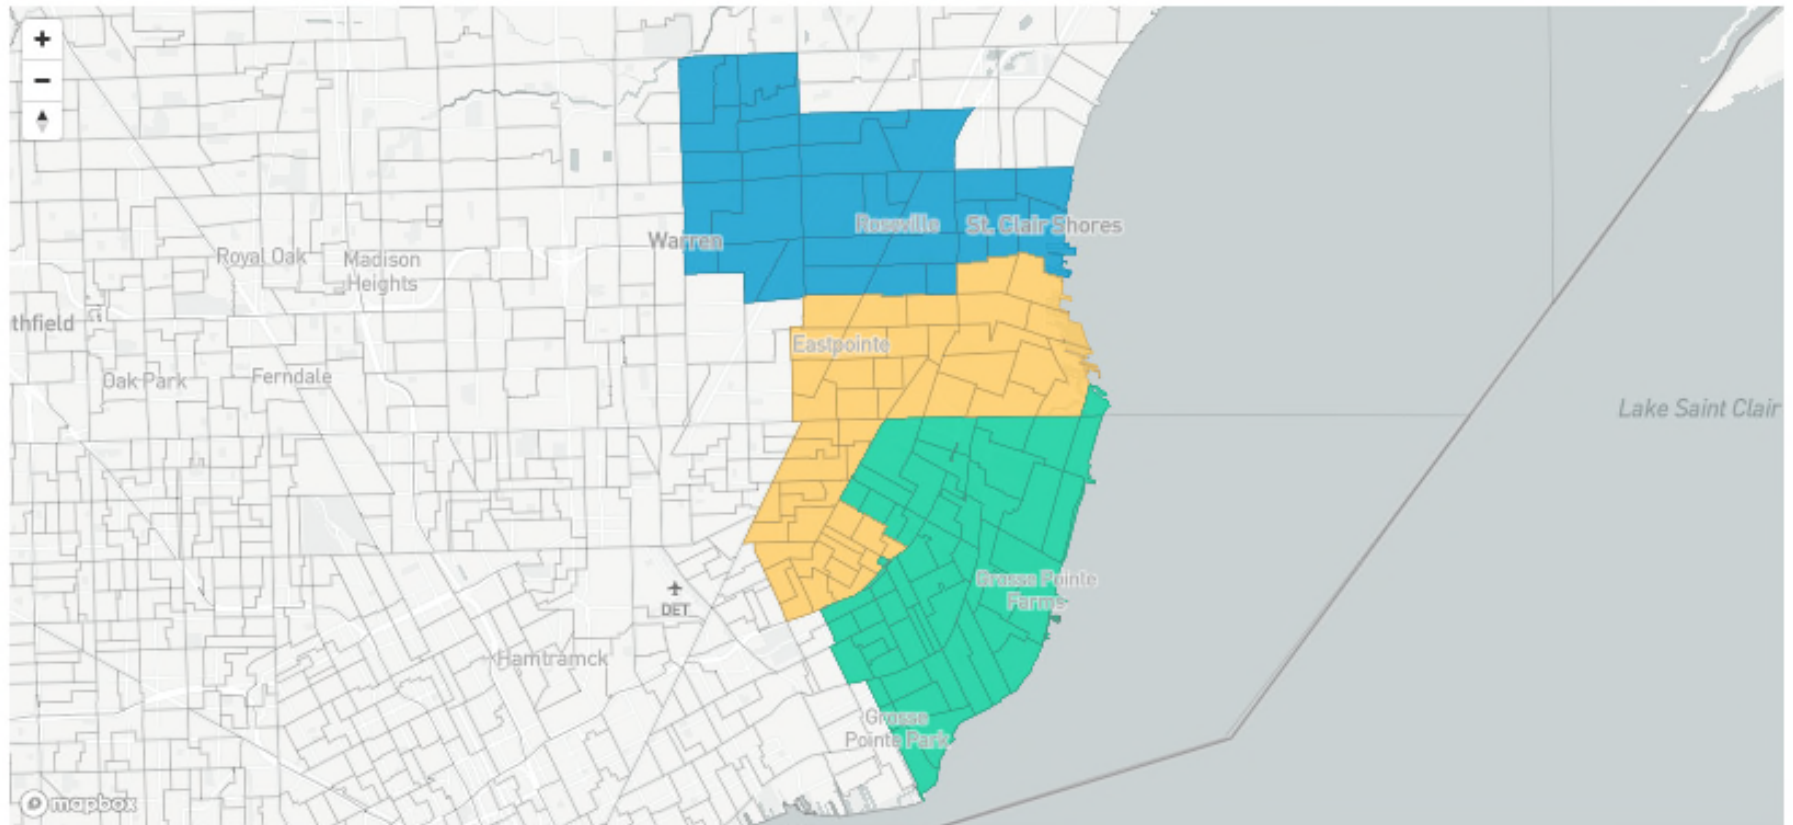 +
−
Roseville
St. Clair Shores
Warren
Royal Oak
Madison
Heights
thfield
Eastpointe
Oak Park
Ferndale
Lake Saint Clair
Grosse Pointe
Farms
DET
Hamtramck
Grosse
Pointe Park
mapbox